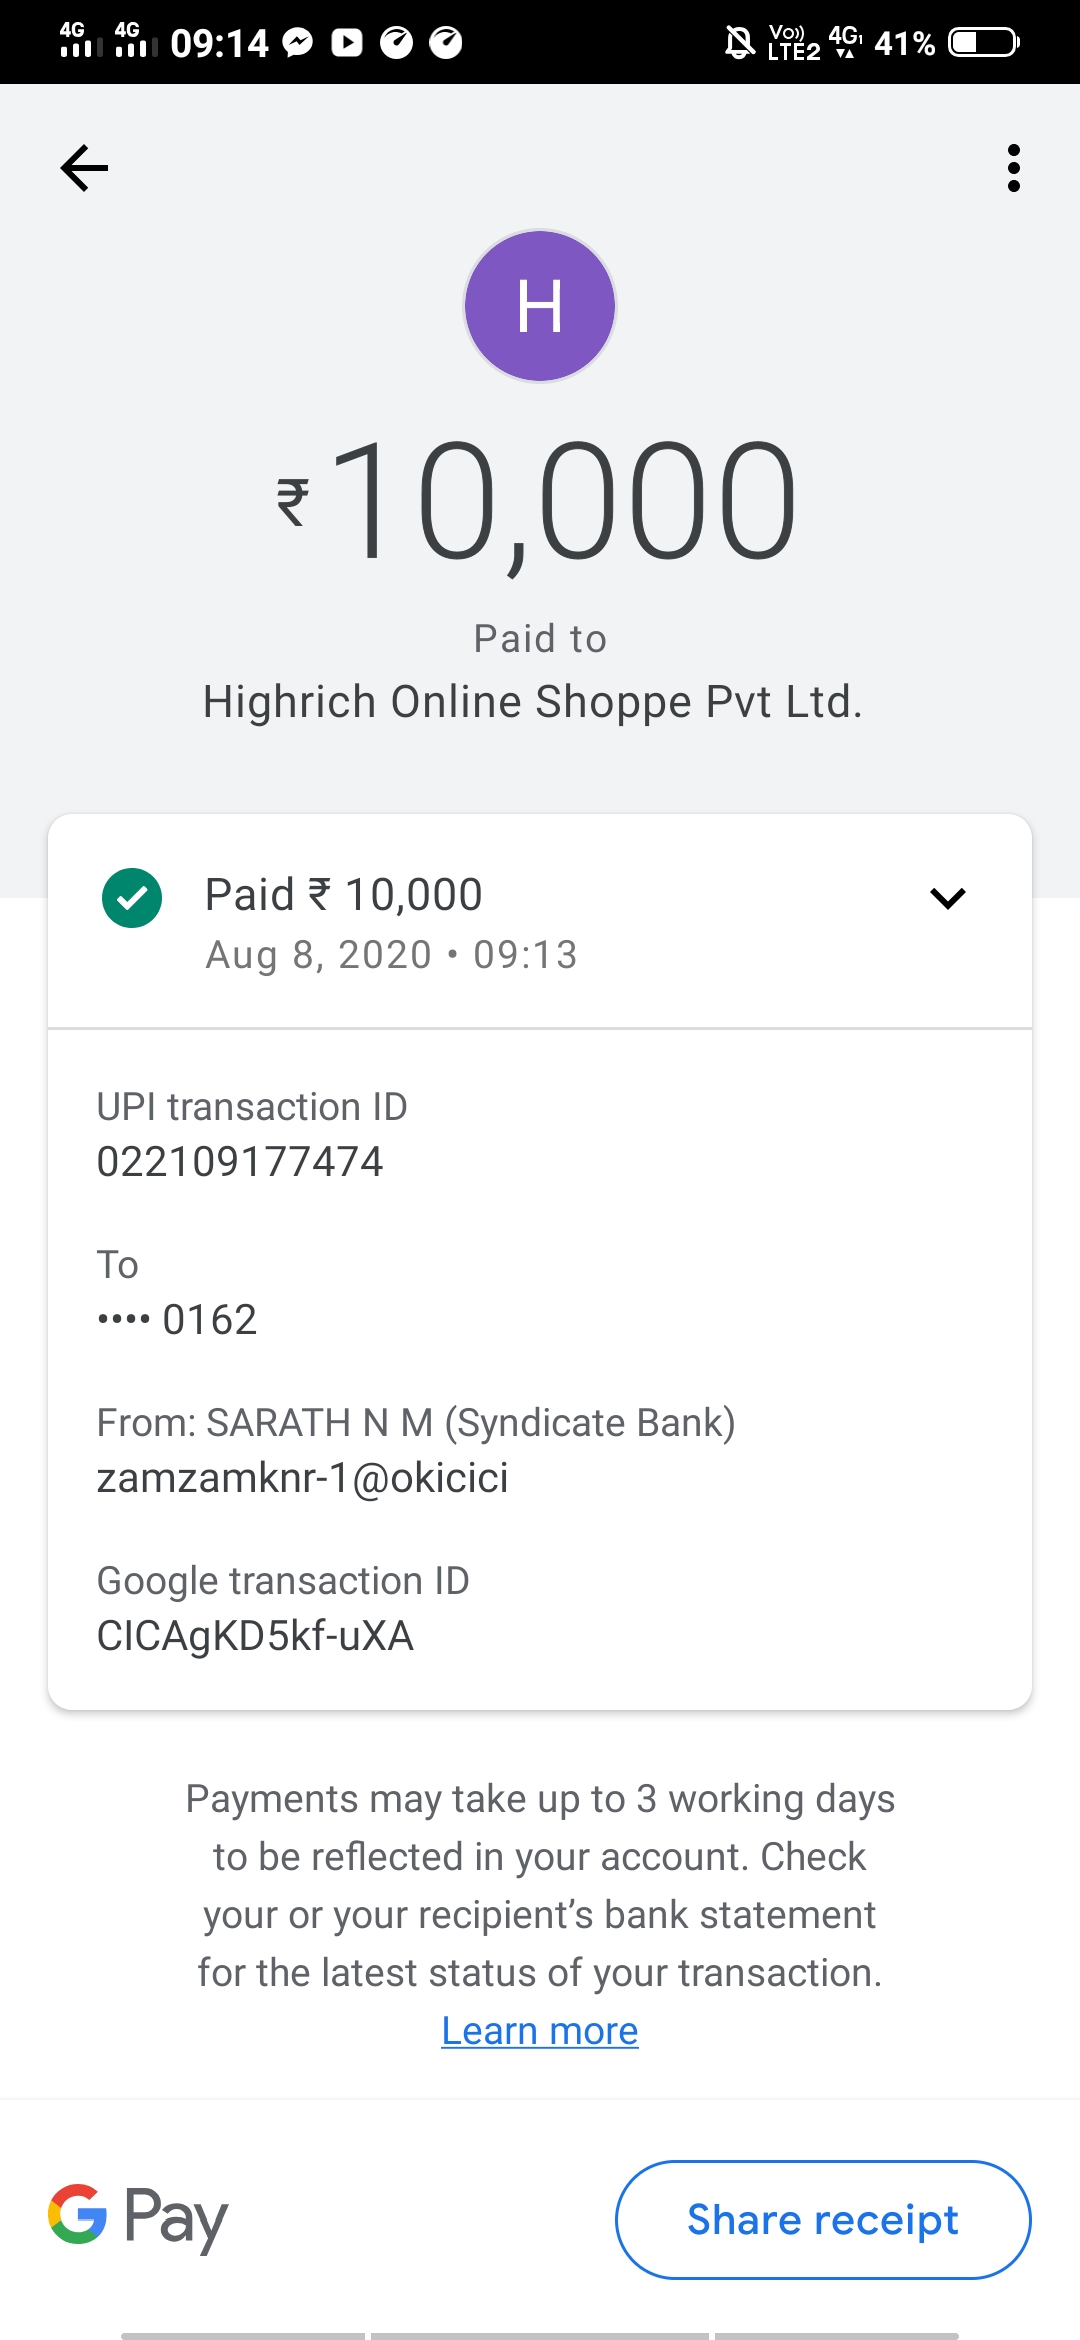 4G 4G 09:14 Vo)) LTE2 4G 41%
H
₹10,000
Paid to
Highrich Online Shoppe Pvt Ltd.
Paid ₹ 10,000
Aug 8, 2020 • 09:13
UPI transaction ID
022109177474
To
•••• 0162
From: SARATH N M (Syndicate Bank)
zamzamknr-1@okicici
Google transaction ID
CICAgKD5kf-uXA
Payments may take up to 3 working days
to be reflected in your account. Check
your or your recipient’s bank statement
for the latest status of your transaction.
Learn more
G Pay
Share receipt